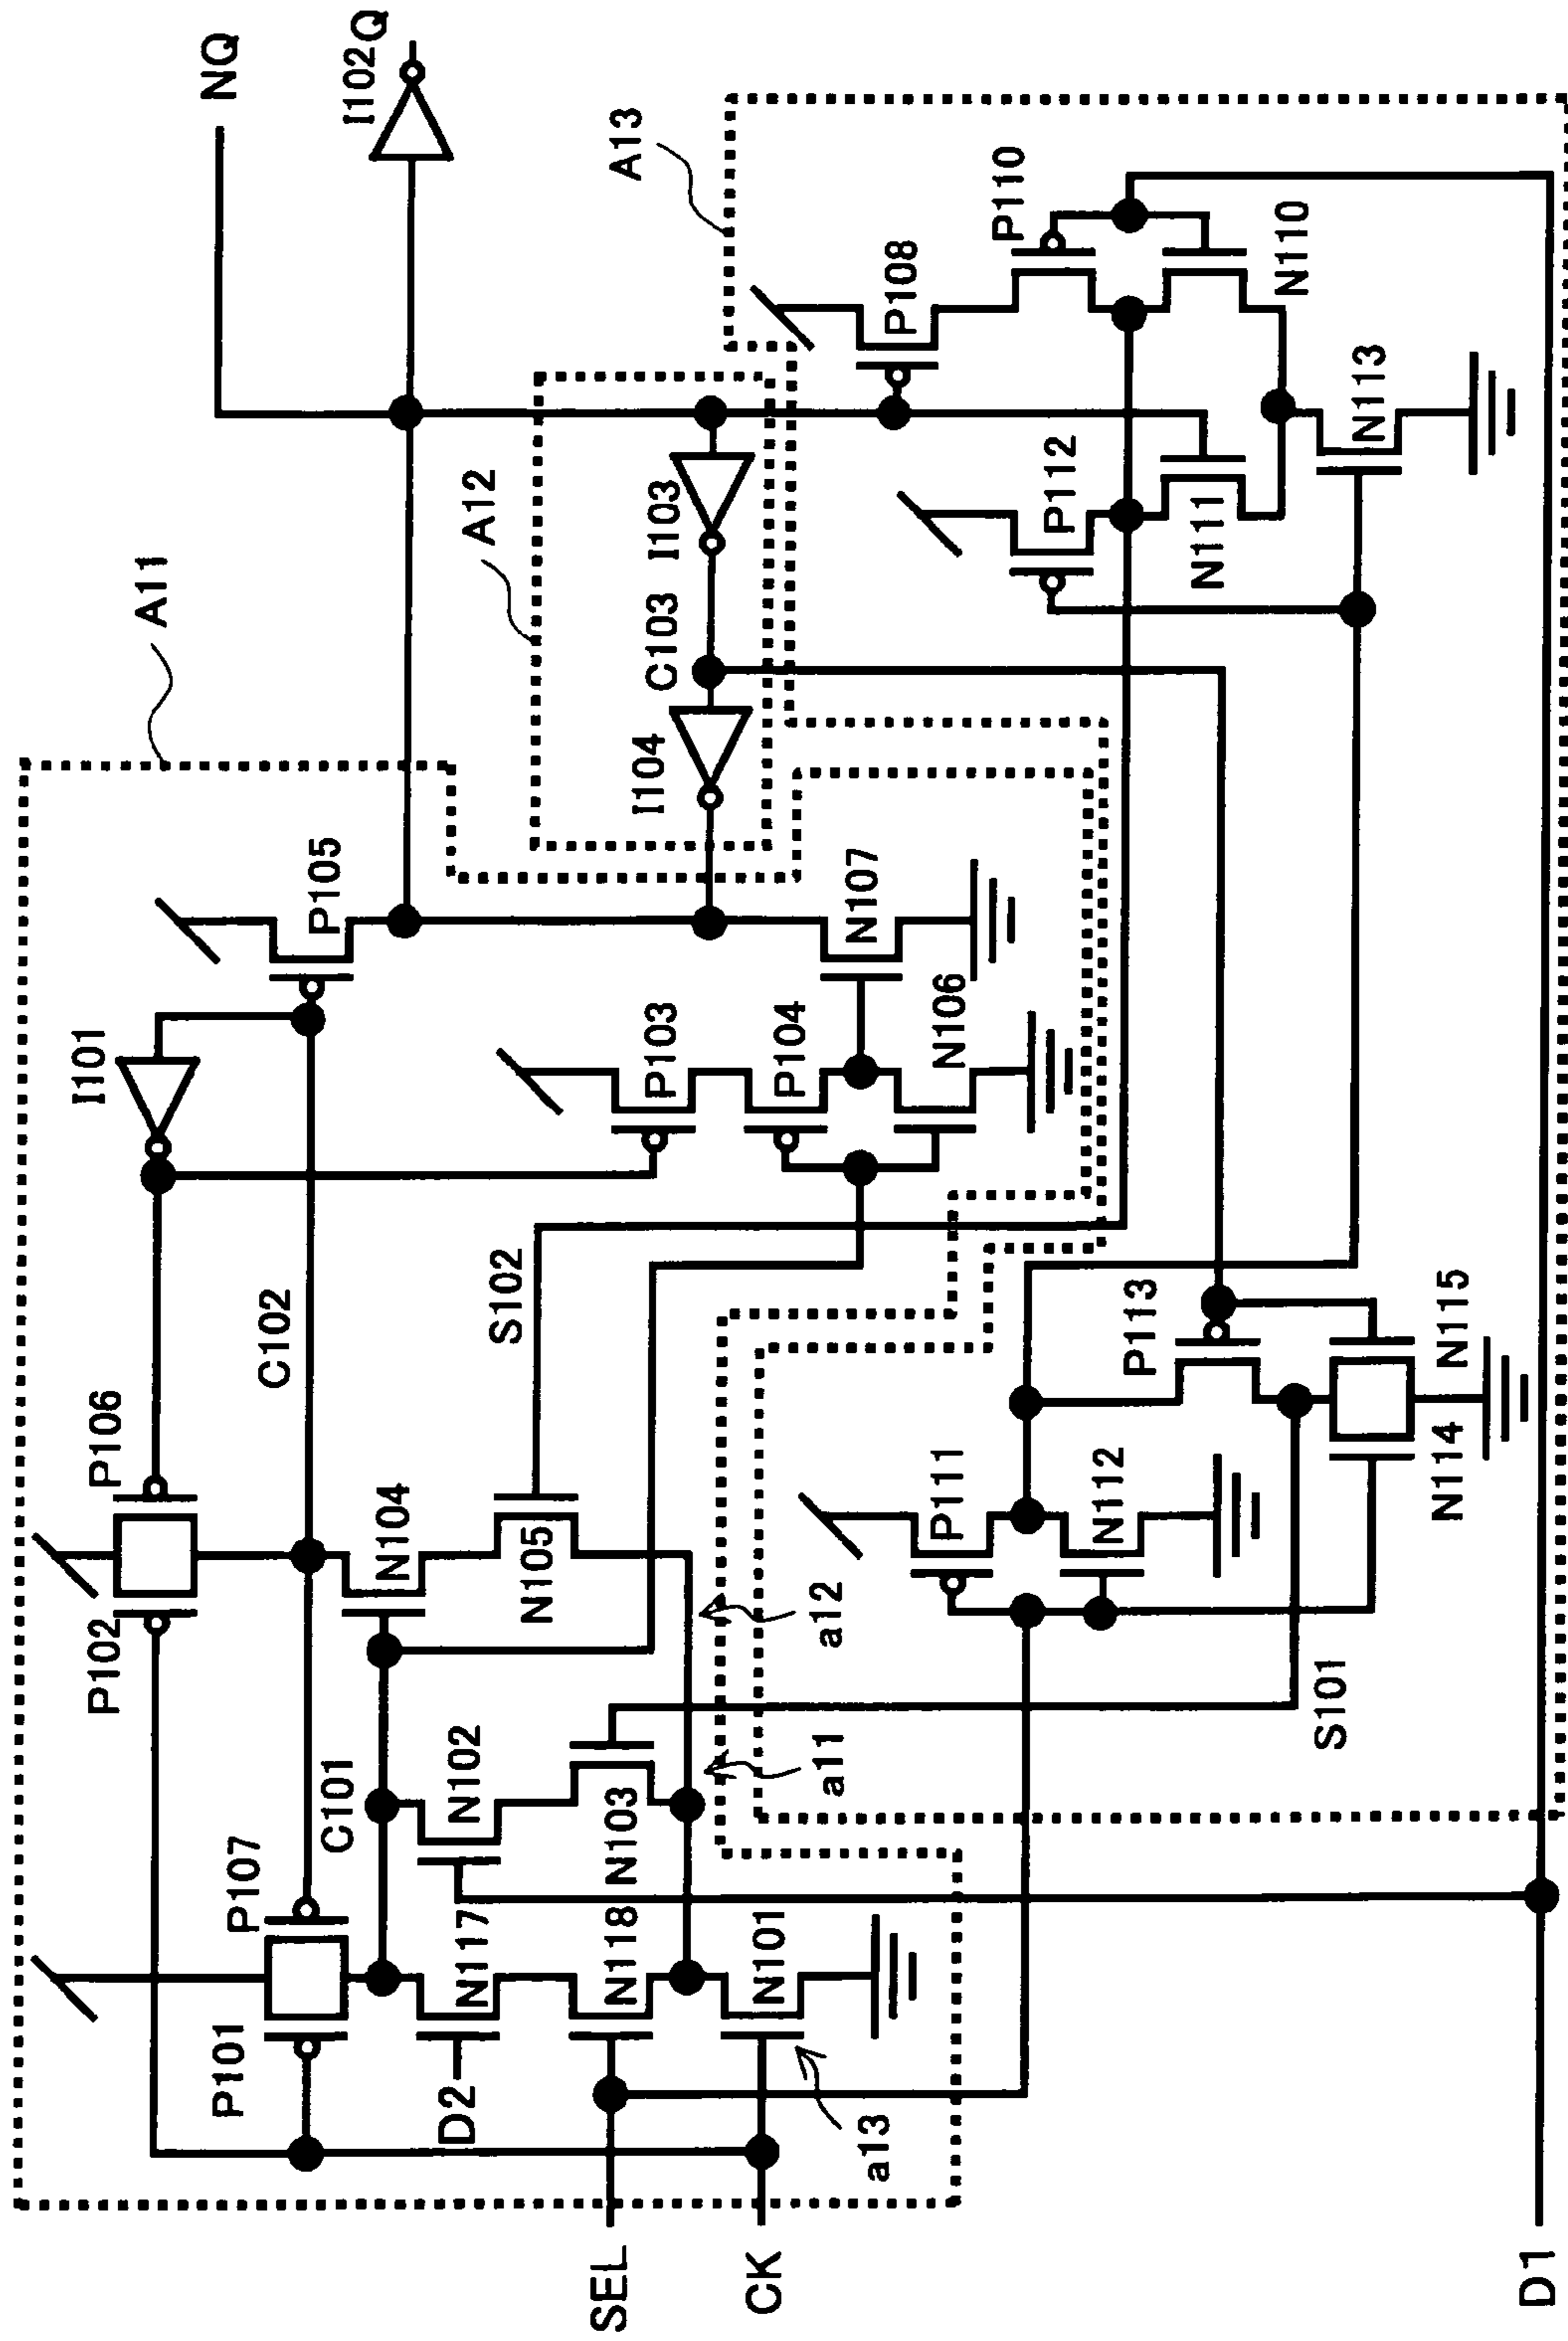 A11
NQ
I101
P106
P102
I102
Q
C102
P105
A12
P107
C101
N104
S102
P101
P103
I103
C103
I104
A13
N117
N102
N105
D2
P104
N107
N118
N103
N106
P108
SEL
N101
a11
a12
CK
a13
P111
P112
P110
N112
P113
N111
N110
S101
N114
N115
N113
D1